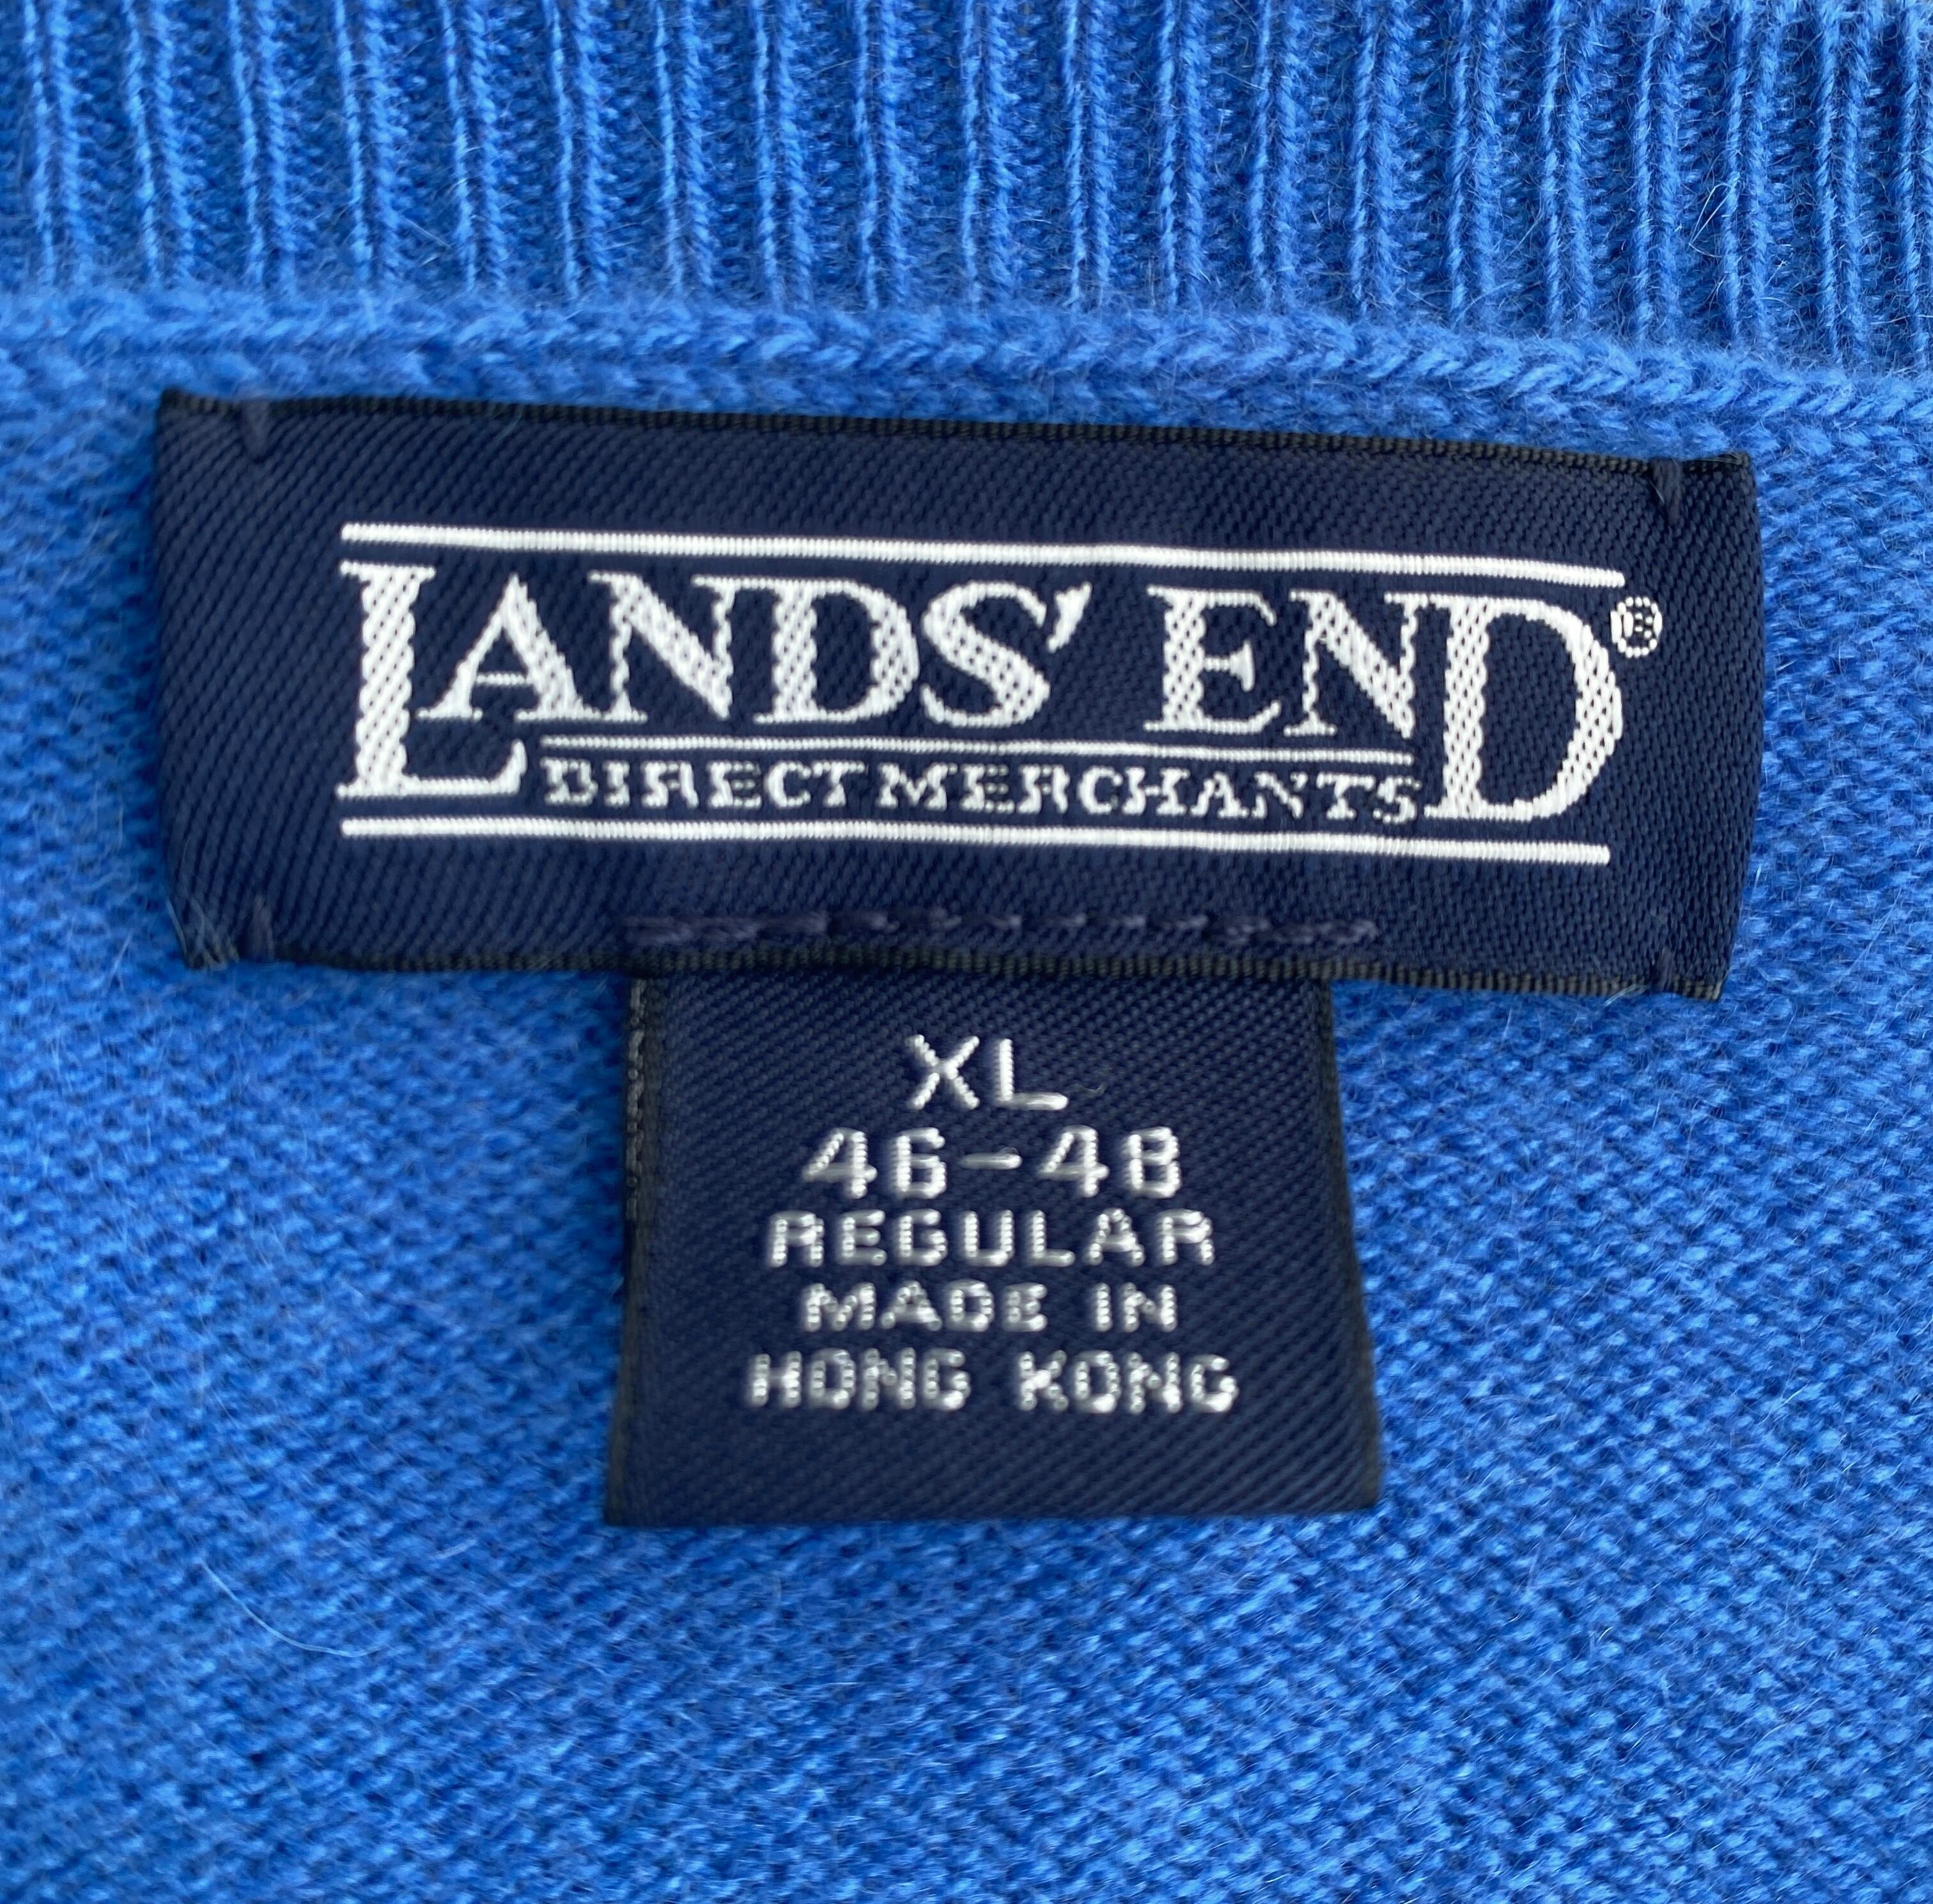 LANDS' END®
DIRECT MERCHANTS
XL
46-48
REGULAR
MADE IN
HONG KONG